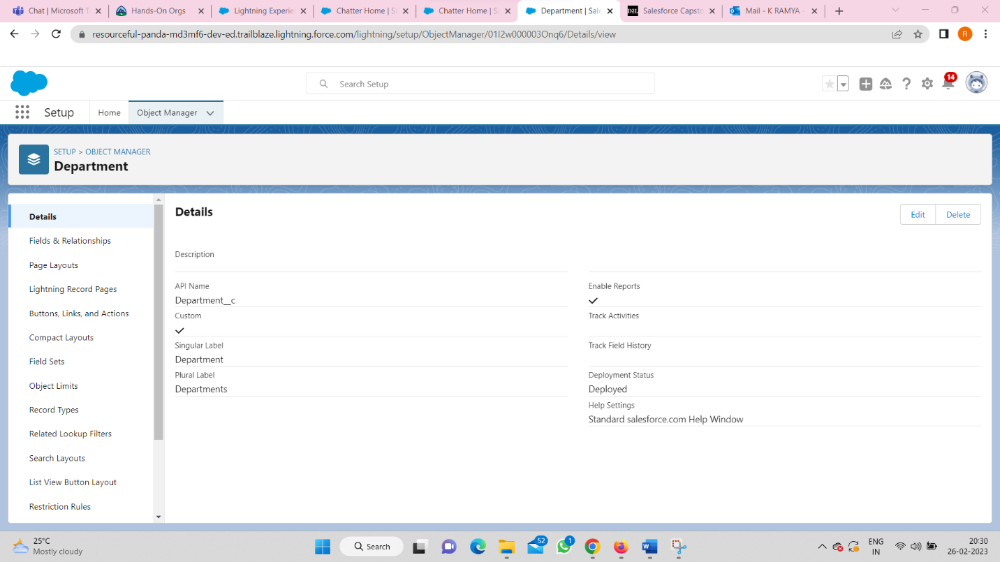 Chat | Microsoft T
Hands-On Orgs
Lightning Experie
Chatter Home | S
Chatter Home | S
Department | Sale
D2L
Salesforce Capsto
Mail - K RAMYA -
resourceful-panda-md3mf6-dev-ed.trailblaze.lightning.force.com/lightning/setup/ObjectManager/01I2w000003Onq6/Details/view
R
Search Setup
14
Setup
Home
Object Manager
SETUP > OBJECT MANAGER
Department
Details
Fields & Relationships
Page Layouts
Lightning Record Pages
Buttons, Links, and Actions
Compact Layouts
Field Sets
Object Limits
Record Types
Related Lookup Filters
Search Layouts
List View Button Layout
Restriction Rules
Details
Edit
Delete
Description
API Name
Department__c
Custom
Singular Label
Department
Plural Label
Departments
Enable Reports
Track Activities
Track Field History
Deployment Status
Deployed
Help Settings
Standard salesforce.com Help Window
25°C
Mostly cloudy
Search
52
1
ENG
IN
20:30
26-02-2023